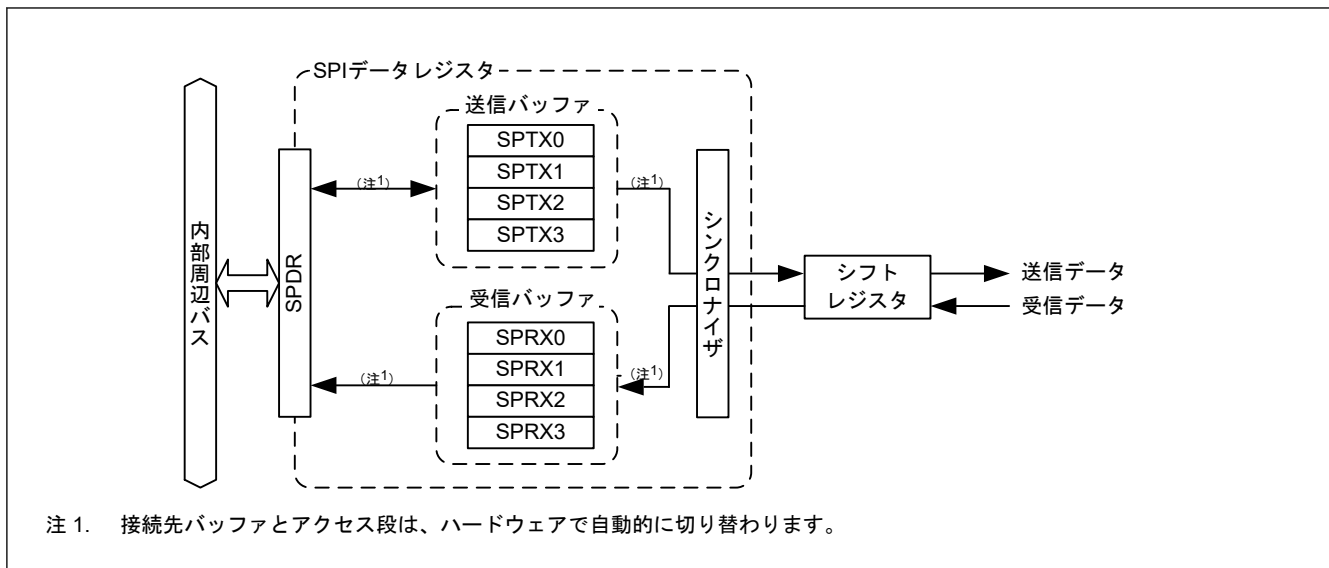 SPIデータレジスタ
送信バッファ
SPTX0
SPTX1
SPTX2
SPTX3
(注1)
(注1)
内部周辺バス
SPDR
シンクロナイザ
シフト
レジスタ
送信データ
受信データ
受信バッファ
SPRX0
SPRX1
SPRX2
SPRX3
(注1)
(注1)
注 1. 接続先バッファとアクセス段は、ハードウェアで自動的に切り替わります。